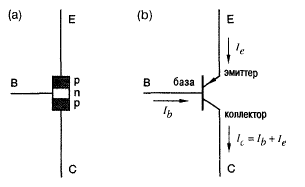 (a)
E
B
p
n
p
C
(b)
E
I_e
эмиттер
B
база
I_b
коллектор
I_c = I_b + I_e
C